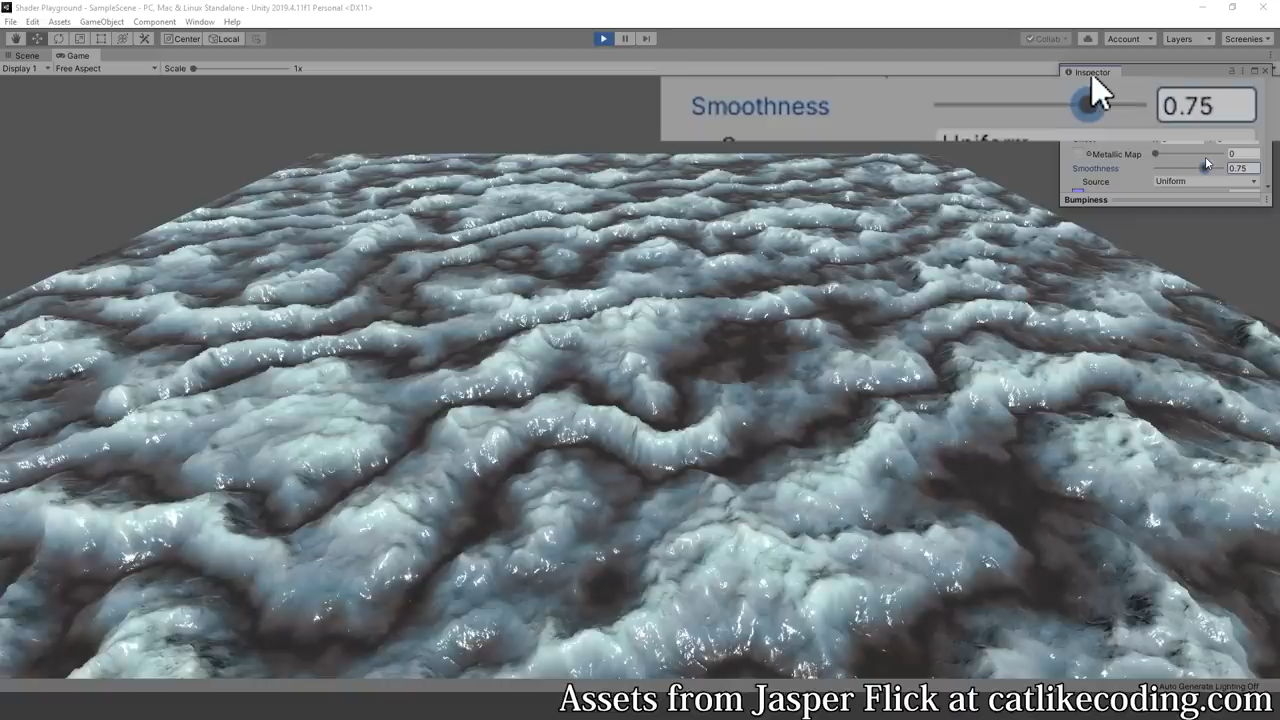 Shader Playground - SampleScene - PC, Mac & Linux Standalone - Unity 2019.4.11f1 Personal <DX11>
File Edit Assets GameObject Component Window Help
Center Local Collab Account Layers Screenies
Scene Game
Display 1 Free Aspect Scale 1x
Inspector
Smoothness 0.75
Uniform
Metallic Map 0
Smoothness 0.75
Source Uniform
Bumpiness
Auto Generate Lighting Off
Assets from Jasper Flick at catlikecoding.com